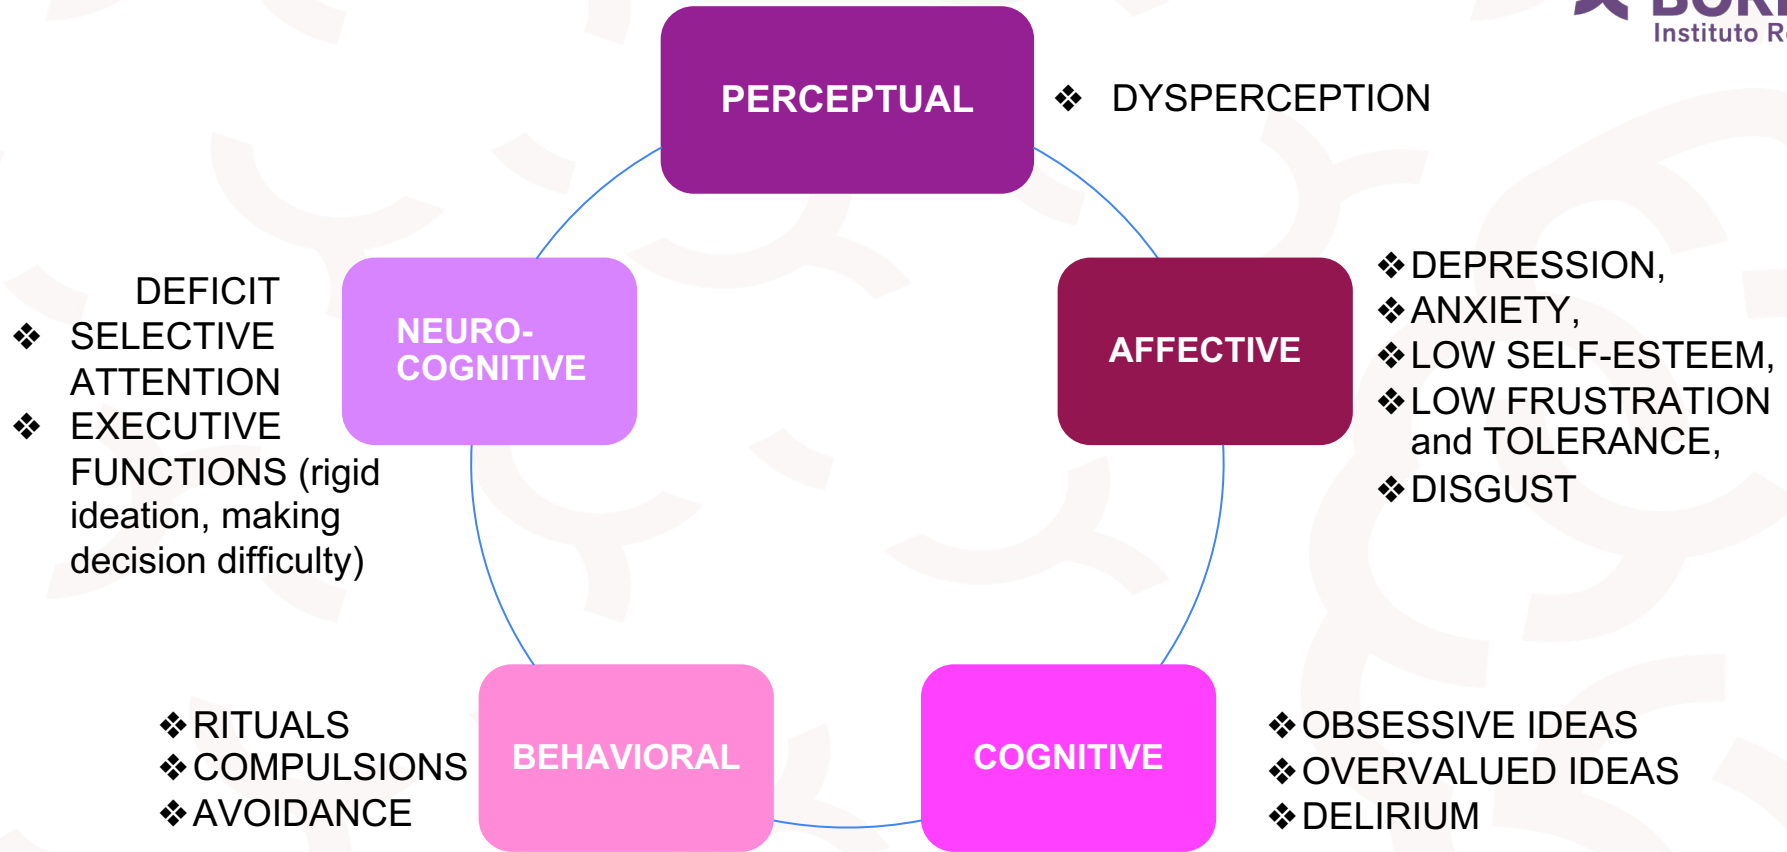 Instituto
PERCEPTUAL
❖ DYSPERCEPTION
AFFECTIVE
❖ DEPRESSION,
❖ ANXIETY,
❖ LOW SELF-ESTEEM,
❖ LOW FRUSTRATION
and TOLERANCE,
❖ DISGUST
COGNITIVE
❖ OBSESSIVE IDEAS
❖ OVERVALUED IDEAS
❖ DELIRIUM
BEHAVIORAL
❖ RITUALS
❖ COMPULSIONS
❖ AVOIDANCE
NEURO-
COGNITIVE
DEFICIT
❖ SELECTIVE
ATTENTION
❖ EXECUTIVE
FUNCTIONS (rigid
ideation, making
decision difficulty)